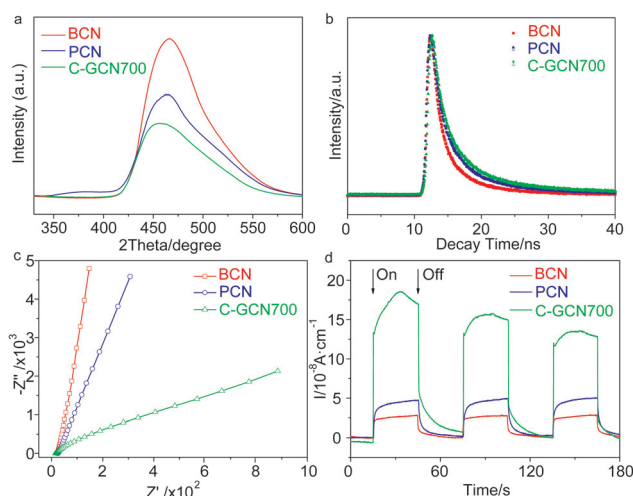 a
BCN
PCN
C-GCN700
Intensity (a.u.)
350 400 450 500 550 600
2Theta/degree
b
BCN
PCN
C-GCN700
Intensity/a.u.
0 10 20 30 40
Decay Time/ns
c
BCN
PCN
C-GCN700
-Z''/x10³
5
4
3
2
1
0
0 2 4 6 8 10
Z'/x10²
d
On
Off
BCN
PCN
C-GCN700
I/10⁻⁸A·cm⁻¹
20
15
10
5
0
0 60 120 180
Time/s